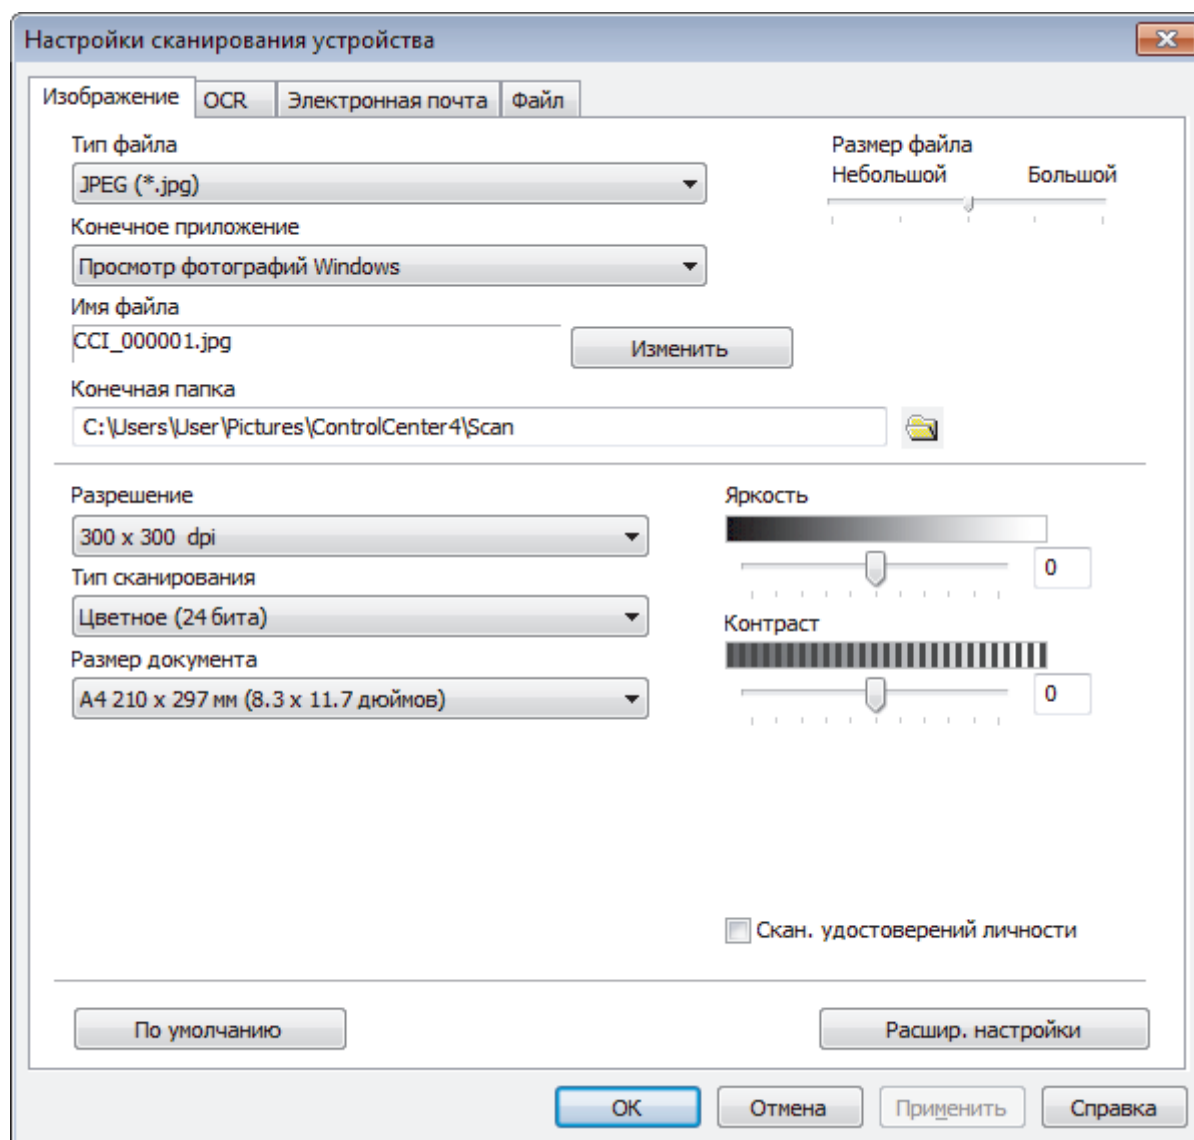 Настройки сканирования устройства
Изображение OCR Электронная почта Файл
Тип файла
JPEG (*.jpg)
Размер файла
Небольшой Большой
Конечное приложение
Просмотр фотографий Windows
Имя файла
CCI_000001.jpg
Изменить
Конечная папка
C:\Users\User\Pictures\ControlCenter4\Scan
Разрешение
300 x 300 dpi
Тип сканирования
Цветное (24 бита)
Размер документа
A4 210 x 297 мм (8.3 x 11.7 дюймов)
Яркость
0
Контраст
0
Скан. удостоверений личности
По умолчанию
Расшир. настройки
OK Отмена Применить Справка